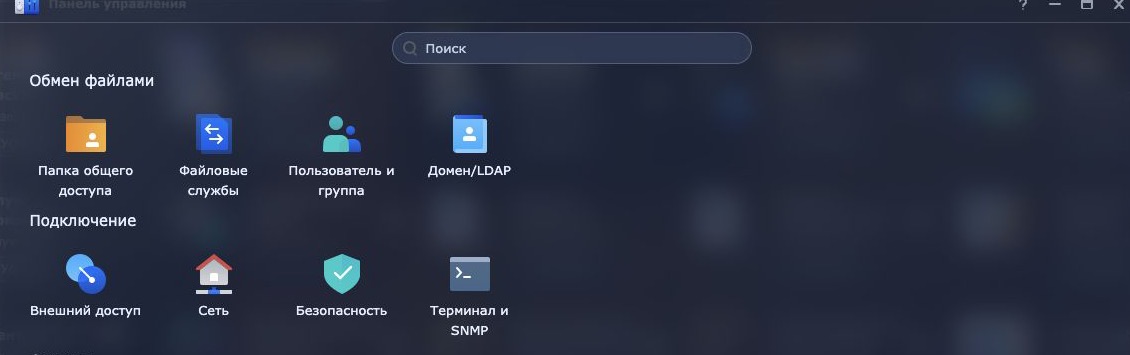 Панель управления
Поиск
Обмен файлами
Папка общего
доступа
Файловые
службы
Пользователь и
группа
Домен/LDAP
Подключение
Внешний доступ
Сеть
Безопасность
Терминал и
SNMP